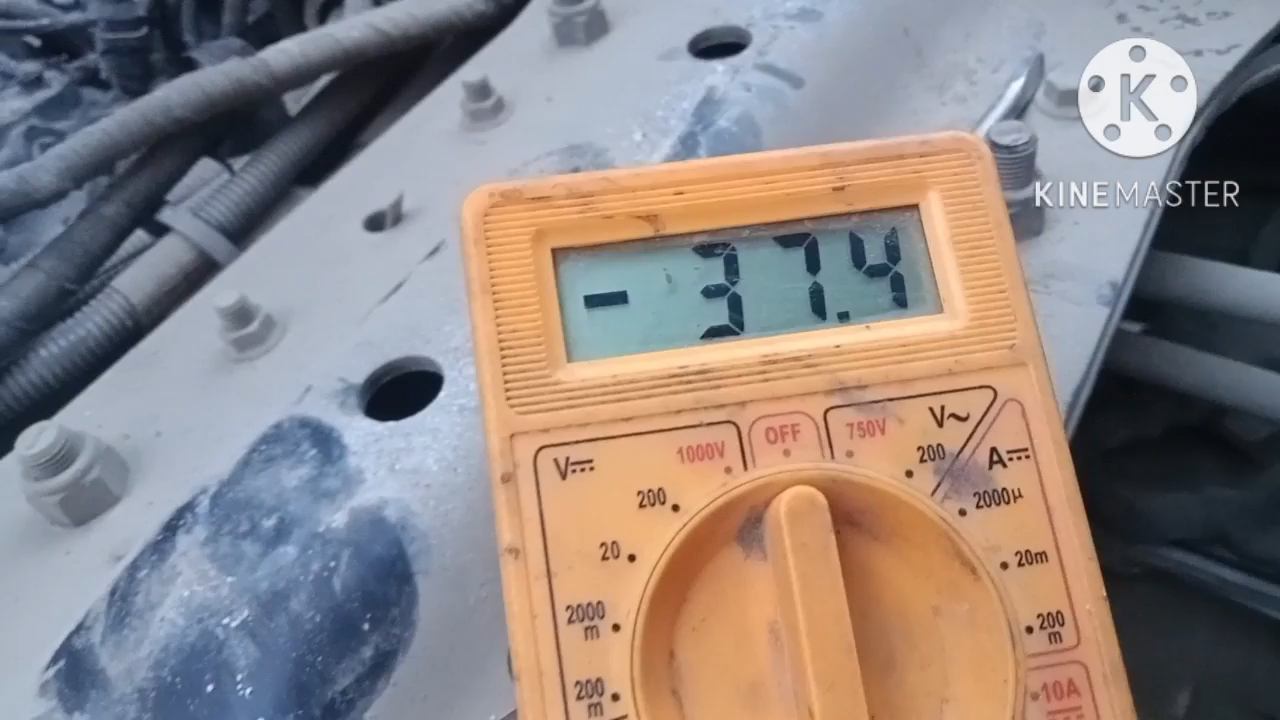 K
KINEMASTER
- 37.4
OFF
1000V
750V
V~
V⎓
200
200
A⎓
2000µ
20
20m
2000
m
200
m
200
m
10A